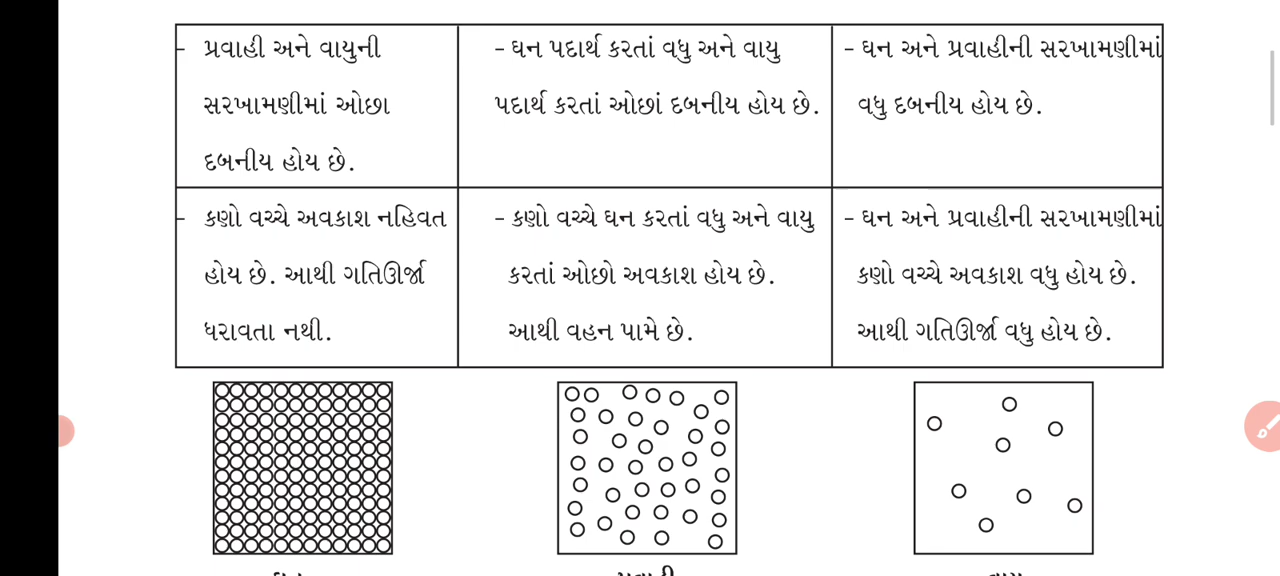 - પ્રવાહી અને વાયુની
સરખામણીમાં ઓછા
દબનીય હોય છે.
- ઘન પદાર્થ કરતાં વધુ અને વાયુ
પદાર્થ કરતાં ઓછાં દબનીય હોય છે.
- ઘન અને પ્રવાહીની સરખામણીમાં
વધુ દબનીય હોય છે.
- કણો વચ્ચે અવકાશ નહિવત
હોય છે. આથી ગતિઊર્જા
ધરાવતા નથી.
- કણો વચ્ચે ઘન કરતાં વધુ અને વાયુ
કરતાં ઓછો અવકાશ હોય છે.
આથી વહન પામે છે.
- ઘન અને પ્રવાહીની સરખામણીમાં
કણો વચ્ચે અવકાશ વધુ હોય છે.
આથી ગતિઊર્જા વધુ હોય છે.